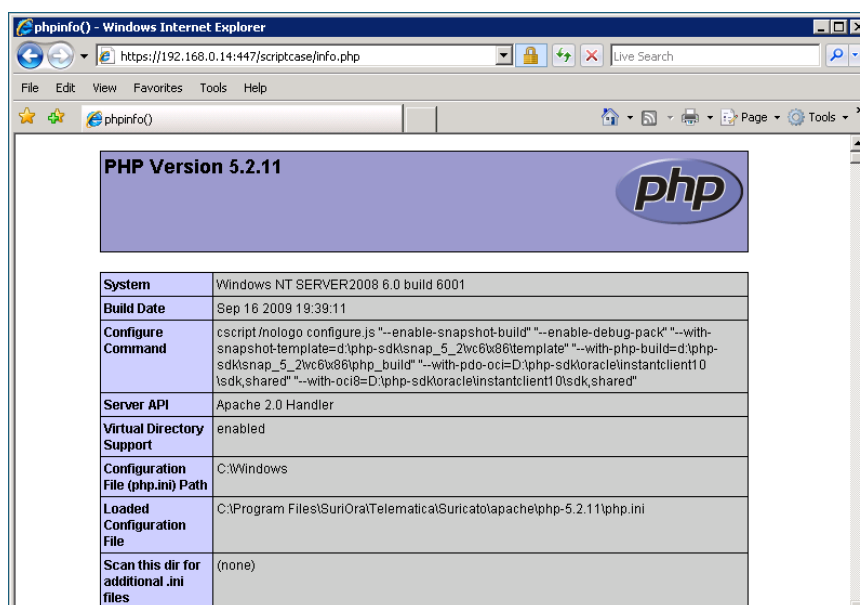 phpinfo() - Windows Internet Explorer
https://192.168.0.14:447/scriptcase/info.php
Live Search
File Edit View Favorites Tools Help
phpinfo()
Page Tools
PHP Version 5.2.11
php
System Windows NT SERVER2008 6.0 build 6001
Build Date Sep 16 2009 19:39:11
Configure Command cscript /nologo configure.js "--enable-snapshot-build" "--enable-debug-pack" "--with-
snapshot-template=d:\php-sdk\snap_5_2\vc6\x86\template" "--with-php-build=d:\php-
sdk\snap_5_2\vc6\x86\php_build" "--with-pdo-oci=D:\php-sdk\oracle\instantclient10
\sdk,shared" "--with-oci8=D:\php-sdk\oracle\instantclient10\sdk,shared"
Server API Apache 2.0 Handler
Virtual Directory Support enabled
Configuration File (php.ini) Path C:\Windows
Loaded Configuration File C:\Program Files\SuriOra\Telematica\Suricato\apache\php-5.2.11\php.ini
Scan this dir for additional .ini files (none)